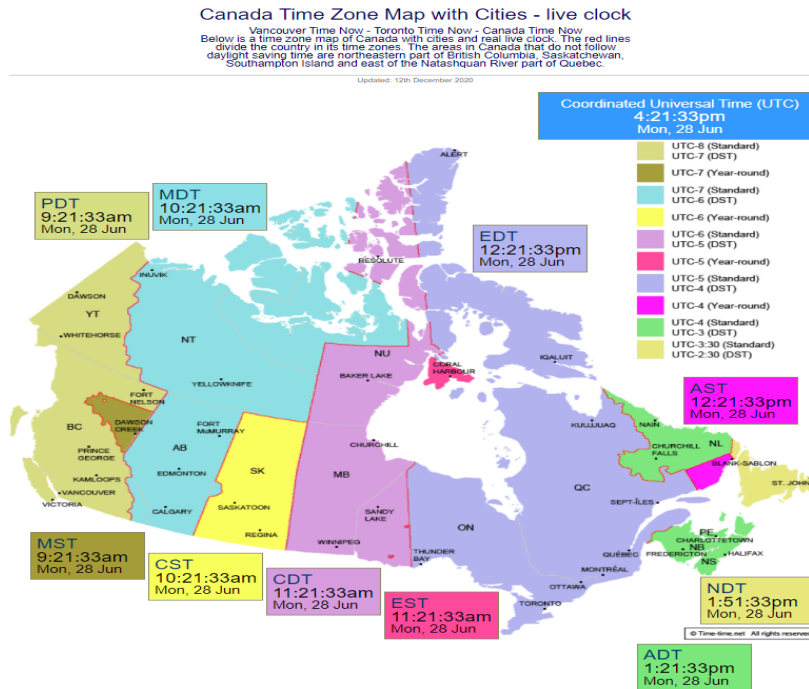 Canada Time Zone Map with Cities - live clock
Vancouver Time Now - Toronto Time Now - Canada Time Now
Below is a time zone map of Canada with cities and real live clock. The red lines
divide the country in its time zones. The areas in Canada that do not follow
daylight saving time are northeastern part of British Columbia, Saskatchewan,
Southampton Island and east of the Natashquan River part of Quebec.
Updated: 12th December 2020
Coordinated Universal Time (UTC)
4:21:33pm
Mon, 28 Jun
UTC-8 (Standard)
UTC-7 (DST)
UTC-7 (Year-round)
UTC-7 (Standard)
UTC-6 (DST)
UTC-6 (Year-round)
UTC-6 (Standard)
UTC-5 (DST)
UTC-5 (Year-round)
UTC-5 (Standard)
UTC-4 (DST)
UTC-4 (Year-round)
UTC-4 (Standard)
UTC-3 (DST)
UTC-3:30 (Standard)
UTC-2:30 (DST)
PDT
9:21:33am
Mon, 28 Jun
MDT
10:21:33am
Mon, 28 Jun
EDT
12:21:33pm
Mon, 28 Jun
ALERT
RESOLUTE
INUVIK
DAWSON
YT
WHITEHORSE
NT
YELLOWKNIFE
NU
BAKER LAKE
CORAL
HARBOUR
IQALUIT
FORT
NELSON
BC
DAWSON
CREEK
PRINCE
GEORGE
KAMLOOPS
VANCOUVER
VICTORIA
FORT
McMURRAY
AB
EDMONTON
CALGARY
SK
SASKATOON
REGINA
CHURCHILL
MB
SANDY
LAKE
WINNIPEG
ON
THUNDER
BAY
TORONTO
OTTAWA
MONTRÉAL
QUÉBEC
QC
SEPT-ÎLES
KUUJJUAQ
NAIN
NL
CHURCHILL
FALLS
BLANK-SABLON
ST. JOHN
PE
CHARLOTTETOWN
NB
FREDERICTON
HALIFAX
NS
AST
12:21:33pm
Mon, 28 Jun
MST
9:21:33am
Mon, 28 Jun
CST
10:21:33am
Mon, 28 Jun
CDT
11:21:33am
Mon, 28 Jun
EST
11:21:33am
Mon, 28 Jun
NDT
1:51:33pm
Mon, 28 Jun
© Time-time.net All rights reserve
ADT
1:21:33pm
Mon, 28 Jun